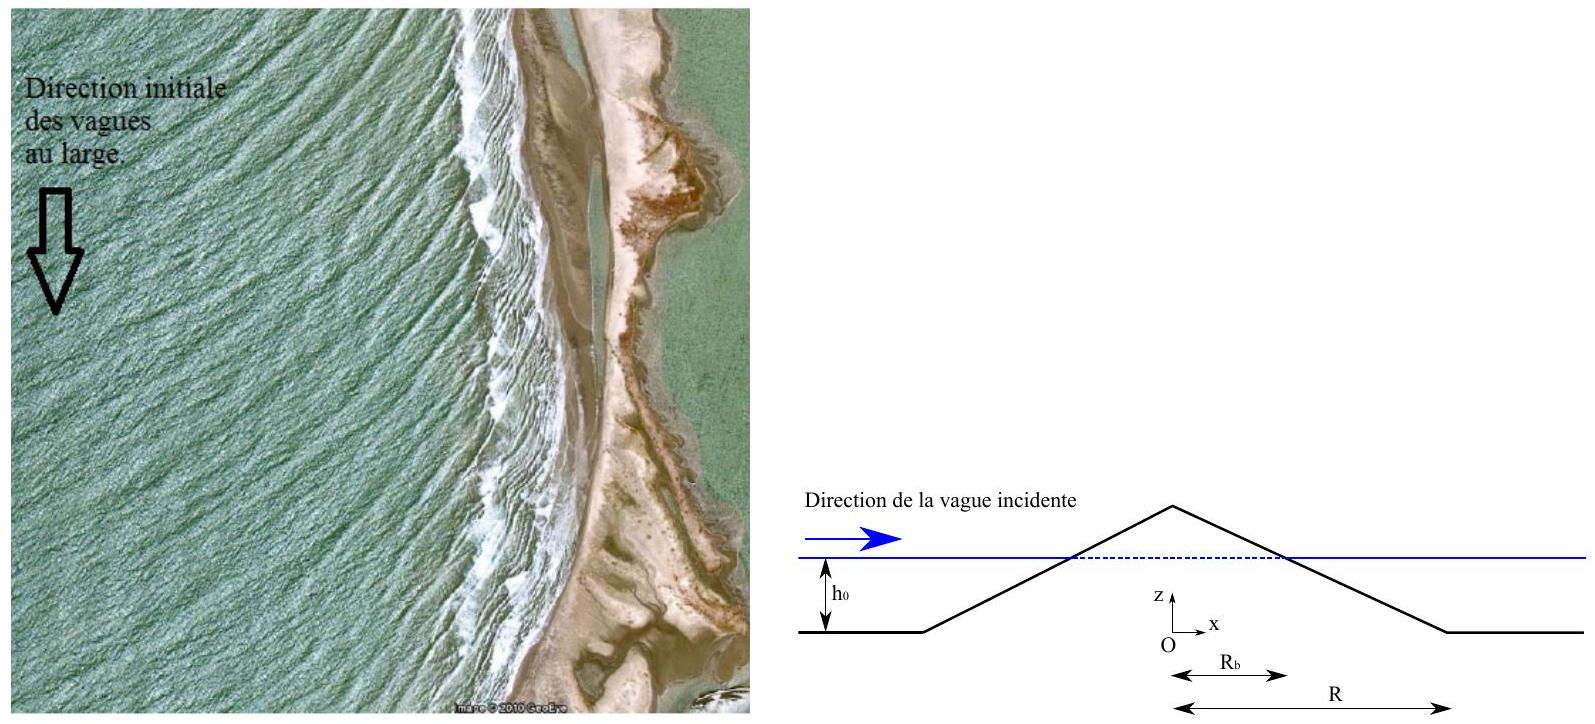 Direction initiale
des vagues
au large.
Image © 2010 GeoEye
Direction de la vague incidente
h₀
z
x
O
R_b
R